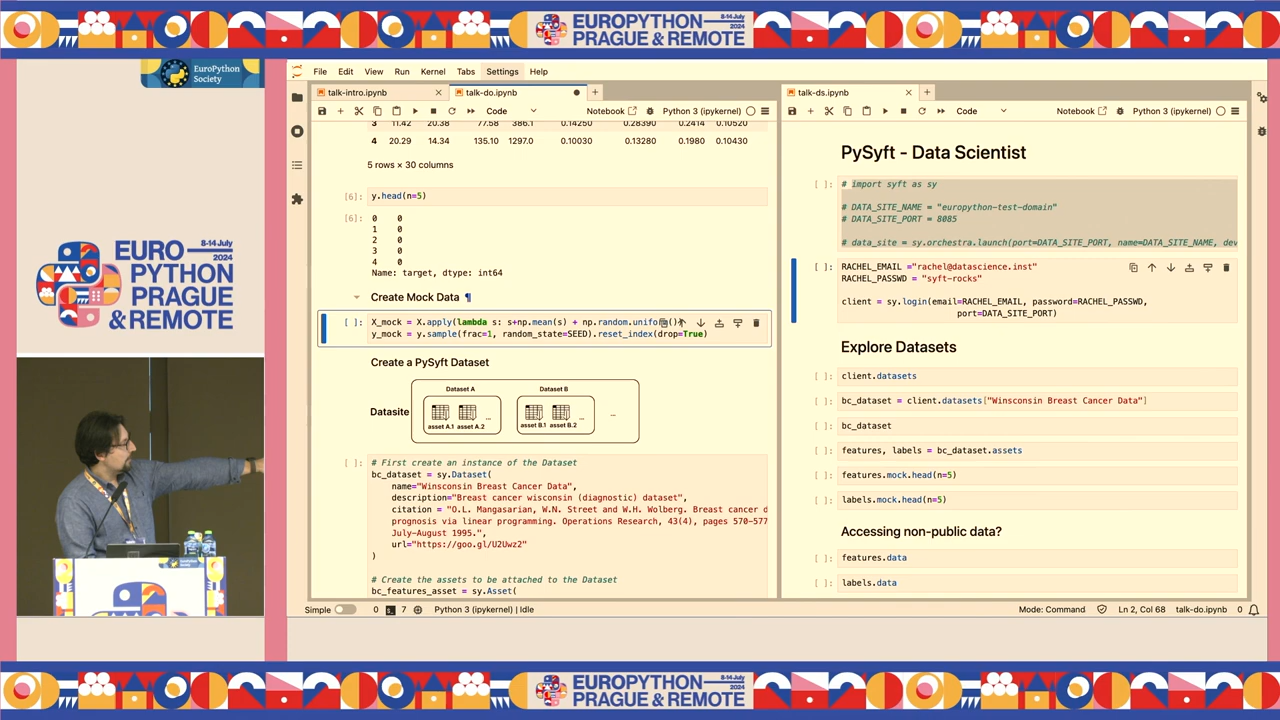 EUROPYTHON
PRAGUE & REMOTE
8-14 July
2024
EuroPython
Society
EURO
PYTHON
PRAGUE
& REMOTE
8-14 July
2024
File Edit View Run Kernel Tabs Settings Help
talk-intro.ipynb
talk-do.ipynb
Code
Notebook
Python 3 (ipykernel)
3 11.42 20.38 77.58 386.1 0.14250 0.28390 0.2414 0.10520
4 20.29 14.34 135.10 1297.0 0.10030 0.13280 0.1980 0.10430
5 rows × 30 columns
[6]: y.head(n=5)
[6]: 0 0
1 0
2 0
3 0
4 0
Name: target, dtype: int64
Create Mock Data ¶
[ ]: X_mock = X.apply(lambda s: s+np.mean(s) + np.random.unifo
y_mock = y.sample(frac=1, random_state=SEED).reset_index(drop=True)
Create a PySyft Dataset
Dataset A Dataset B
Datasite
...
asset A.1 asset A.2 ...
asset B.1 asset B.2 ...
[ ]: # First create an instance of the Dataset
bc_dataset = sy.Dataset(
name="Winsconsin Breast Cancer Data",
description="Breast cancer wisconsin (diagnostic) dataset",
citation = "O.L. Mangasarian, W.N. Street and W.H. Wolberg. Breast cancer d
prognosis via linear programming. Operations Research, 43(4), pages 570-577
July-August 1995.",
url="https://goo.gl/U2Uwz2"
)
# Create the assets to be attached to the Dataset
bc_features_asset = sy.Asset(
talk-ds.ipynb
Code
Notebook
Python 3 (ipykernel)
PySyft - Data Scientist
[ ]: # import syft as sy
# DATA_SITE_NAME = "europython-test-domain"
# DATA_SITE_PORT = 8085
# data_site = sy.orchestra.launch(port=DATA_SITE_PORT, name=DATA_SITE_NAME, dev
[ ]: RACHEL_EMAIL ="rachel@datascience.inst"
RACHEL_PASSWD = "syft-rocks"
client = sy.login(email=RACHEL_EMAIL, password=RACHEL_PASSWD,
port=DATA_SITE_PORT)
Explore Datasets
[ ]: client.datasets
[ ]: bc_dataset = client.datasets["Winsconsin Breast Cancer Data"]
[ ]: bc_dataset
[ ]: features, labels = bc_dataset.assets
[ ]: features.mock.head(n=5)
[ ]: labels.mock.head(n=5)
Accessing non-public data?
[ ]: features.data
[ ]: labels.data
Simple 0 7 Python 3 (ipykernel) | Idle
Mode: Command Ln 2, Col 68 talk-do.ipynb 0
EUROPYTHON
PRAGUE & REMOTE
8-14 July
2024